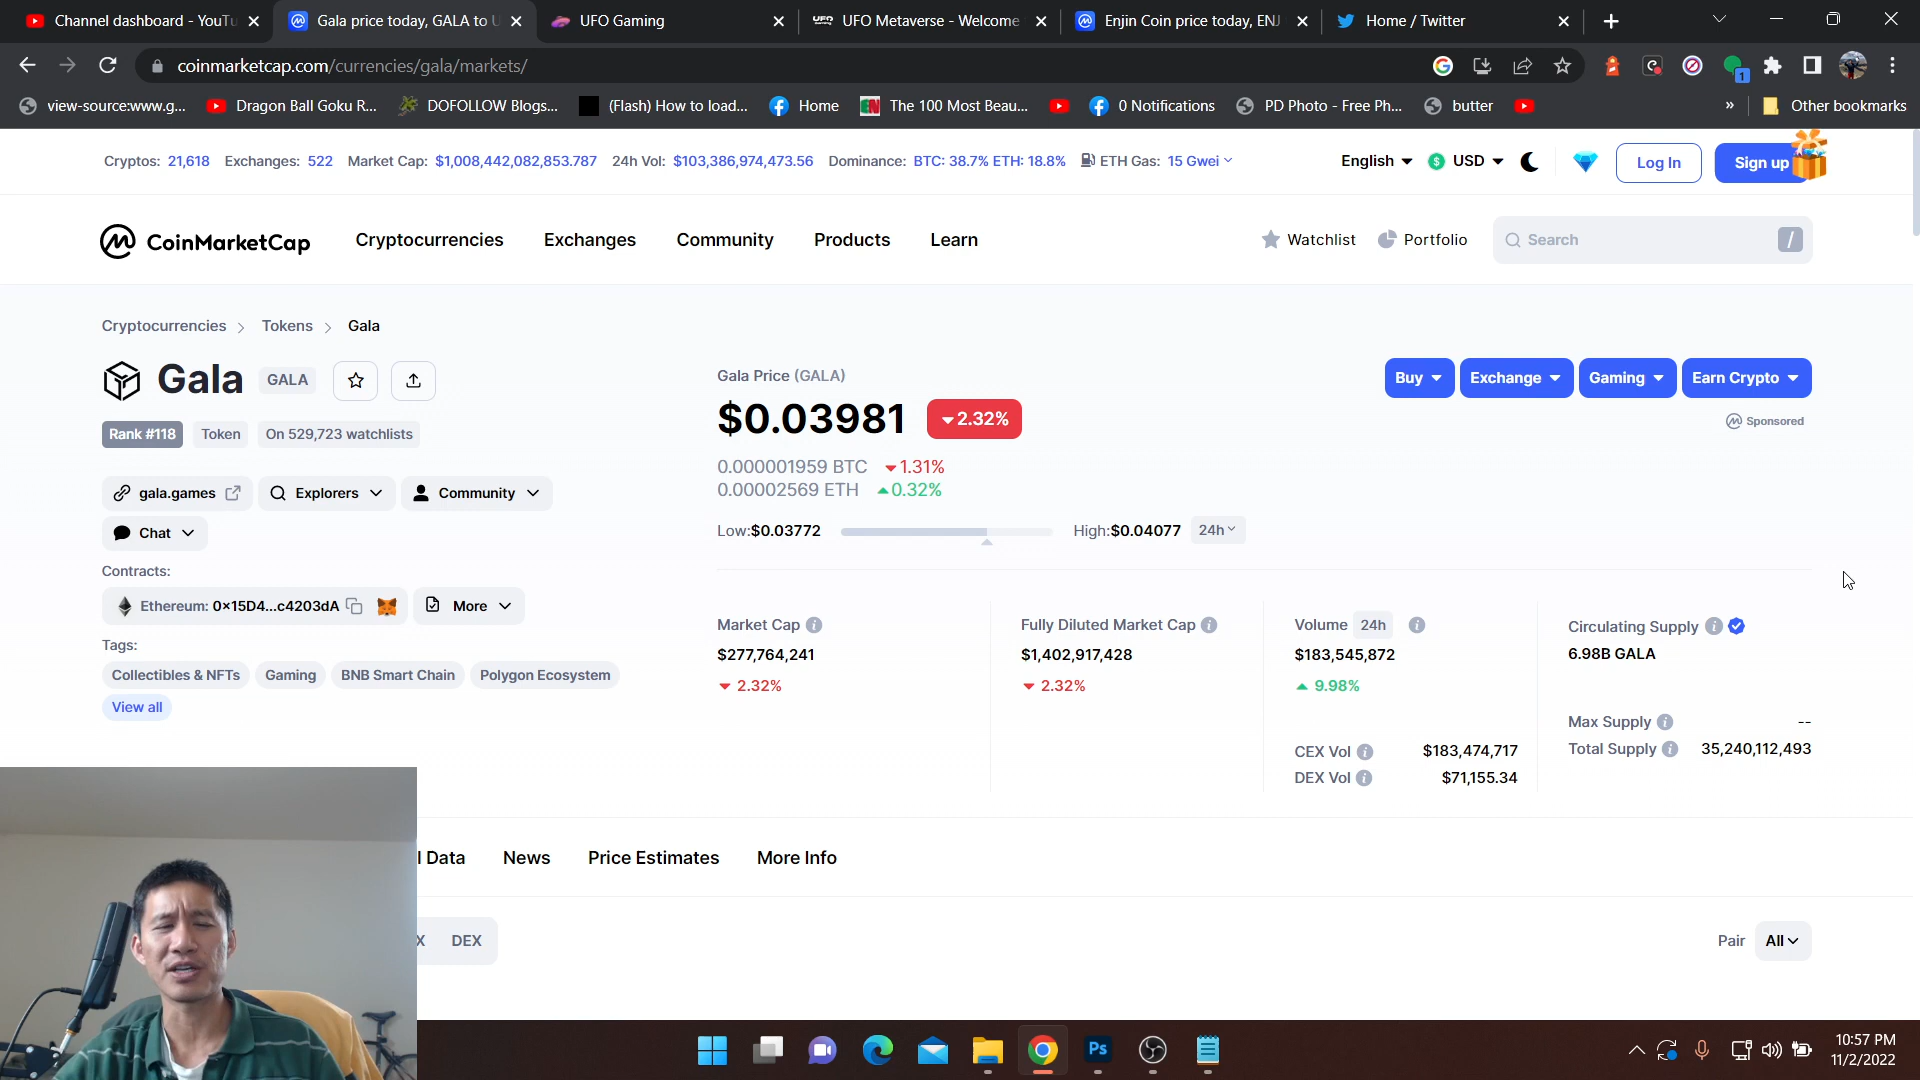 Channel dashboard - YouTu
Gala price today, GALA to U
UFO Gaming
UFO Metaverse - Welcome
Enjin Coin price today, ENJ
Home / Twitter
coinmarketcap.com/currencies/gala/markets/
1
view-source:www.g...
Dragon Ball Goku R...
DOFOLLOW Blogs...
(Flash) How to load...
Home
The 100 Most Beau...
0 Notifications
PD Photo - Free Ph...
butter
»
Other bookmarks
Cryptos: 21,618 Exchanges: 522 Market Cap: $1,008,442,082,853.787 24h Vol: $103,386,974,473.56 Dominance: BTC: 38.7% ETH: 18.8% ETH Gas: 15 Gwei
English
USD
Log In
Sign up
CoinMarketCap
Cryptocurrencies
Exchanges
Community
Products
Learn
Watchlist
Portfolio
Search
/
Cryptocurrencies > Tokens > Gala
Gala GALA
Rank #118
Token
On 529,723 watchlists
gala.games
Explorers
Community
Chat
Contracts:
Ethereum: 0x15D4...c4203dA
More
Tags:
Collectibles & NFTs
Gaming
BNB Smart Chain
Polygon Ecosystem
View all
Gala Price (GALA)
$0.03981 2.32%
0.000001959 BTC 1.31%
0.00002569 ETH 0.32%
Low:$0.03772
High:$0.04077
24h
Buy
Exchange
Gaming
Earn Crypto
Sponsored
Market Cap
$277,764,241
2.32%
Fully Diluted Market Cap
$1,402,917,428
2.32%
Volume 24h
$183,545,872
9.98%
CEX Vol $183,474,717
DEX Vol $71,155.34
Circulating Supply
6.98B GALA
Max Supply --
Total Supply 35,240,112,493
l Data
News
Price Estimates
More Info
X
DEX
Pair
All
Ps
10:57 PM
11/2/2022